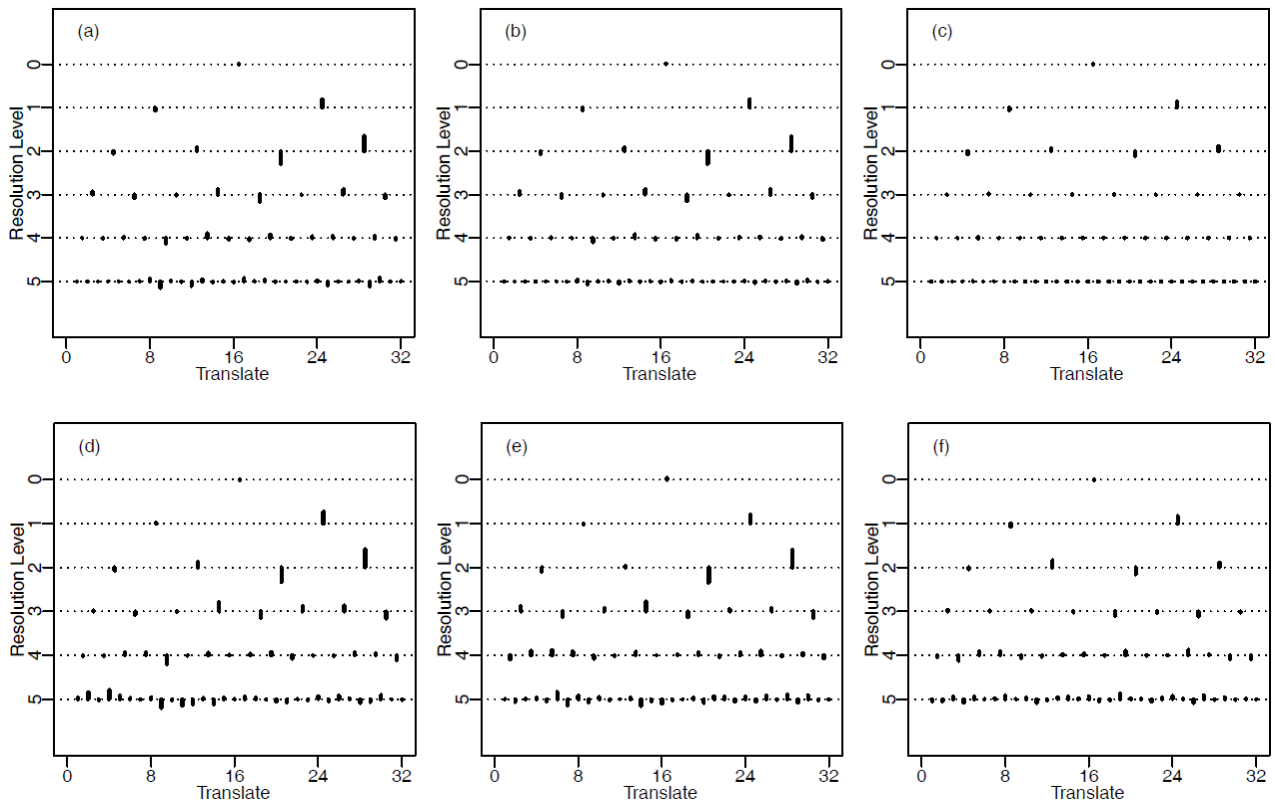 (a)
Resolution Level
0
1
2
3
4
5
0 8 16 24 32
Translate
(b)
Resolution Level
0
1
2
3
4
5
0 8 16 24 32
Translate
(c)
Resolution Level
0
1
2
3
4
5
0 8 16 24 32
Translate
(d)
Resolution Level
0
1
2
3
4
5
0 8 16 24 32
Translate
(e)
Resolution Level
0
1
2
3
4
5
0 8 16 24 32
Translate
(f)
Resolution Level
0
1
2
3
4
5
0 8 16 24 32
Translate